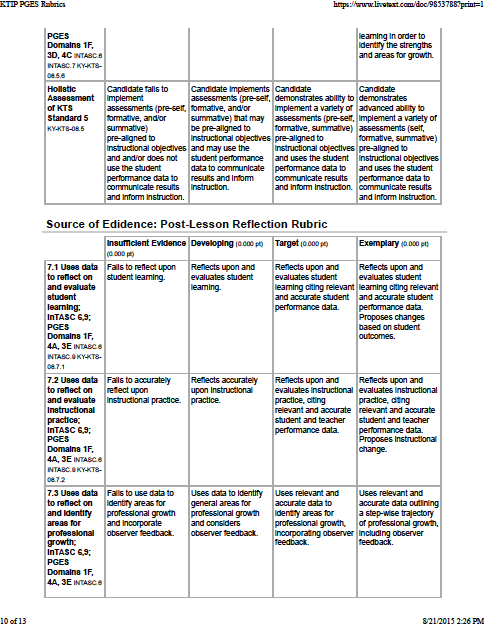 KTIP PGES Rubrics
https://www.livetext.com/doc/9853788?print=1
PGES
Domains 1F,
3D, 4C INTASC.6
INTASC.7 KY-KTS-
08.5.6
learning in order to
identify the strengths
and areas for growth.
Holistic
Assessment
of KTS
Standard 5
KY-KTS-08.5
Candidate fails to
implement
assessments (pre-self,
formative, and/or
summative)
pre-aligned to
instructional objectives
and/or does not
use the student
performance data to
communicate results
and inform instruction.
Candidate implements
assessments (pre-self,
formative, and/or
summative) that may
be pre-aligned to
instructional objectives
and may use the
student performance
data to communicate
results and inform
instruction.
Candidate
demonstrates ability to
implement a variety of
assessments (pre-self,
formative, summative)
pre-aligned to
instructional objectives
and uses the student
performance data to
communicate results
and inform instruction.
Candidate
demonstrates
advanced ability to
implement a variety of
assessments (self,
formative, summative)
pre-aligned to
instructional objectives
and uses the student
performance data to
communicate results
and inform instruction.
Source of Edidence: Post-Lesson Reflection Rubric
Insufficient Evidence
(0.000 pt)
Developing (0.000 pt)
Target (0.000 pt)
Exemplary (0.000 pt)
7.1 Uses data
to reflect on
and evaluate
student
learning;
InTASC 6,9;
PGES
Domains 1F,
4A, 3E INTASC.6
INTASC.9 KY-KTS-
08.7.1
Fails to reflect upon
student learning.
Reflects upon and
evaluates student
learning.
Reflects upon and
evaluates student
learning citing relevant
and accurate student
performance data.
Reflects upon and
evaluates student
learning citing relevant
and accurate student
performance data.
Proposes changes
based on student
outcomes.
7.2 Uses data
to reflect on
and evaluate
instructional
practice;
InTASC 6,9;
PGES
Domains 1F,
4A, 3E INTASC.6
INTASC.9 KY-KTS-
08.7.2
Fails to accurately
reflect upon
instructional practice.
Reflects accurately
upon instructional
practice.
Reflects upon and
evaluates instructional
practice, citing
relevant and accurate
student and teacher
performance data.
Reflects upon and
evaluates instructional
practice, citing
relevant and accurate
student and teacher
performance data.
Proposes instructional
change.
7.3 Uses data
to reflect on
and identify
areas for
professional
growth;
InTASC 6,9;
PGES
Domains 1F,
4A, 3E INTASC.6
Fails to use data to
identify areas for
professional growth
and incorporate
observer feedback.
Uses data to identify
general areas for
professional growth
and considers
observer feedback.
Uses relevant and
accurate data to
identify areas for
professional growth,
incorporating observer
feedback.
Uses relevant and
accurate data outlining
a step-wise trajectory
of professional growth,
including observer
feedback.
10 of 13
8/21/2015 2:26 PM